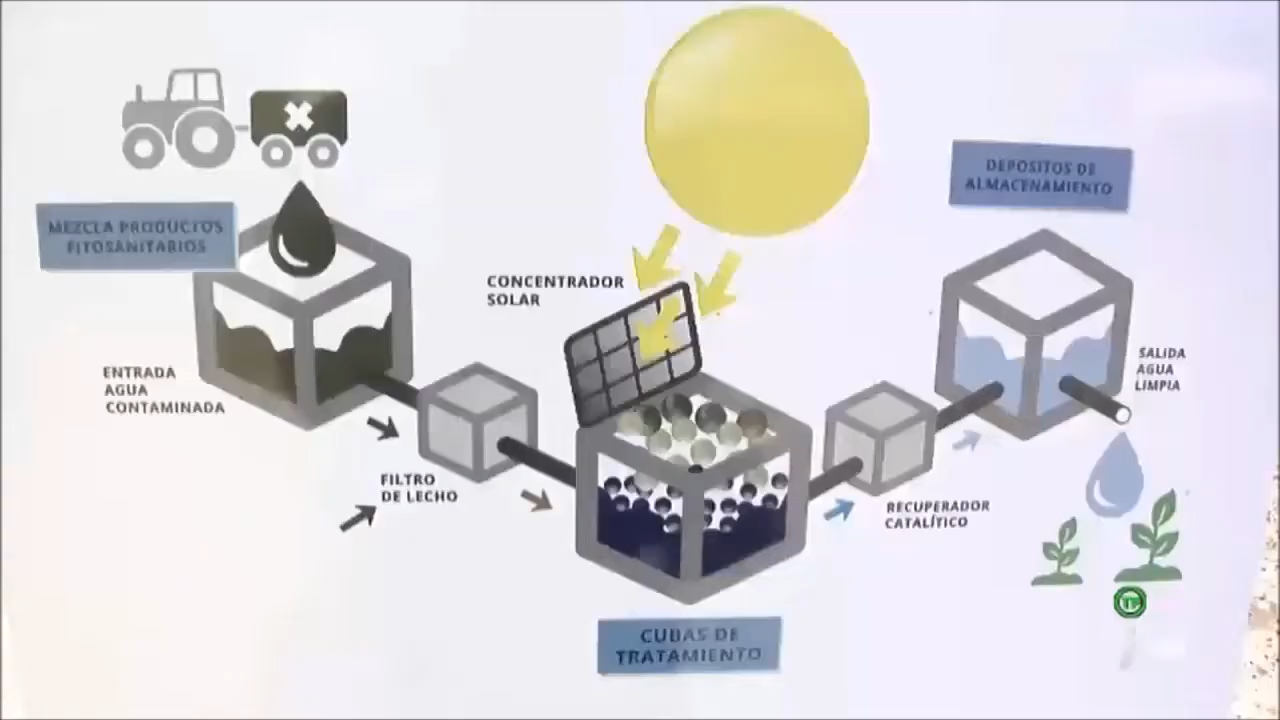 MEZCLA PRODUCTOS
FITOSANITARIOS
ENTRADA
AGUA
CONTAMINADA
FILTRO
DE LECHO
CONCENTRADOR
SOLAR
CUBAS DE
TRATAMIENTO
RECUPERADOR
CATALÍTICO
DEPOSITOS DE
ALMACENAMIENTO
SALIDA
AGUA
LIMPIA